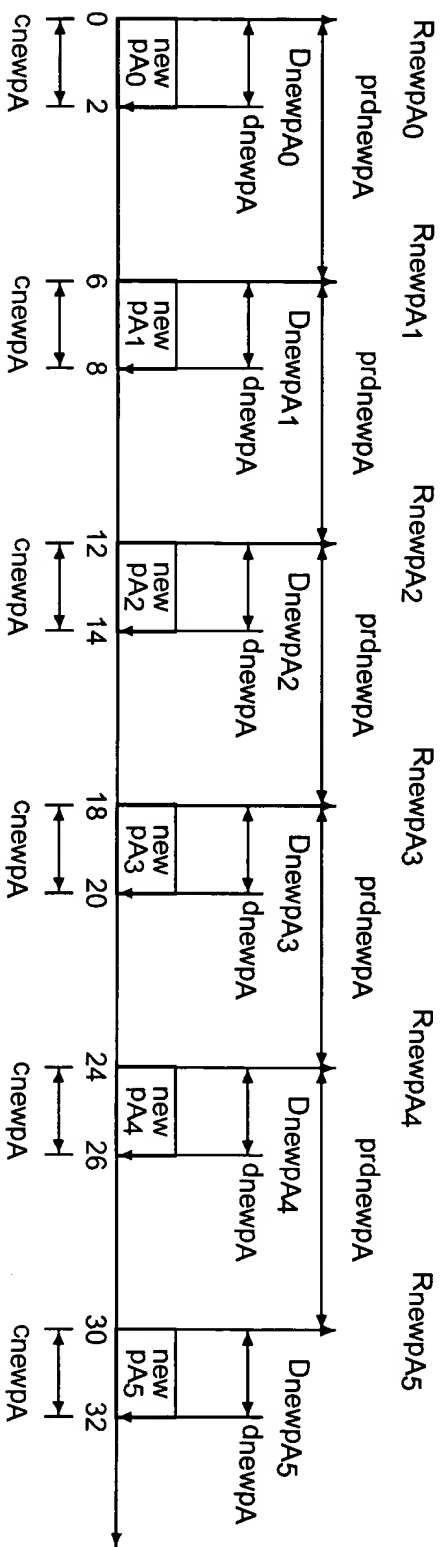 RnewpA0 RnewpA1 RnewpA2 RnewpA3 RnewpA4 RnewpA5
prdnewpA prdnewpA prdnewpA prdnewpA prdnewpA
DnewpA0 DnewpA1 DnewpA2 DnewpA3 DnewpA4 DnewpA5
dnewpA dnewpA dnewpA dnewpA dnewpA dnewpA
new new new new new new
pA0 pA1 pA2 pA3 pA4 pA5
0 2 6 8 12 14 18 20 24 26 30 32
cnewpA cnewpA cnewpA cnewpA cnewpA cnewpA